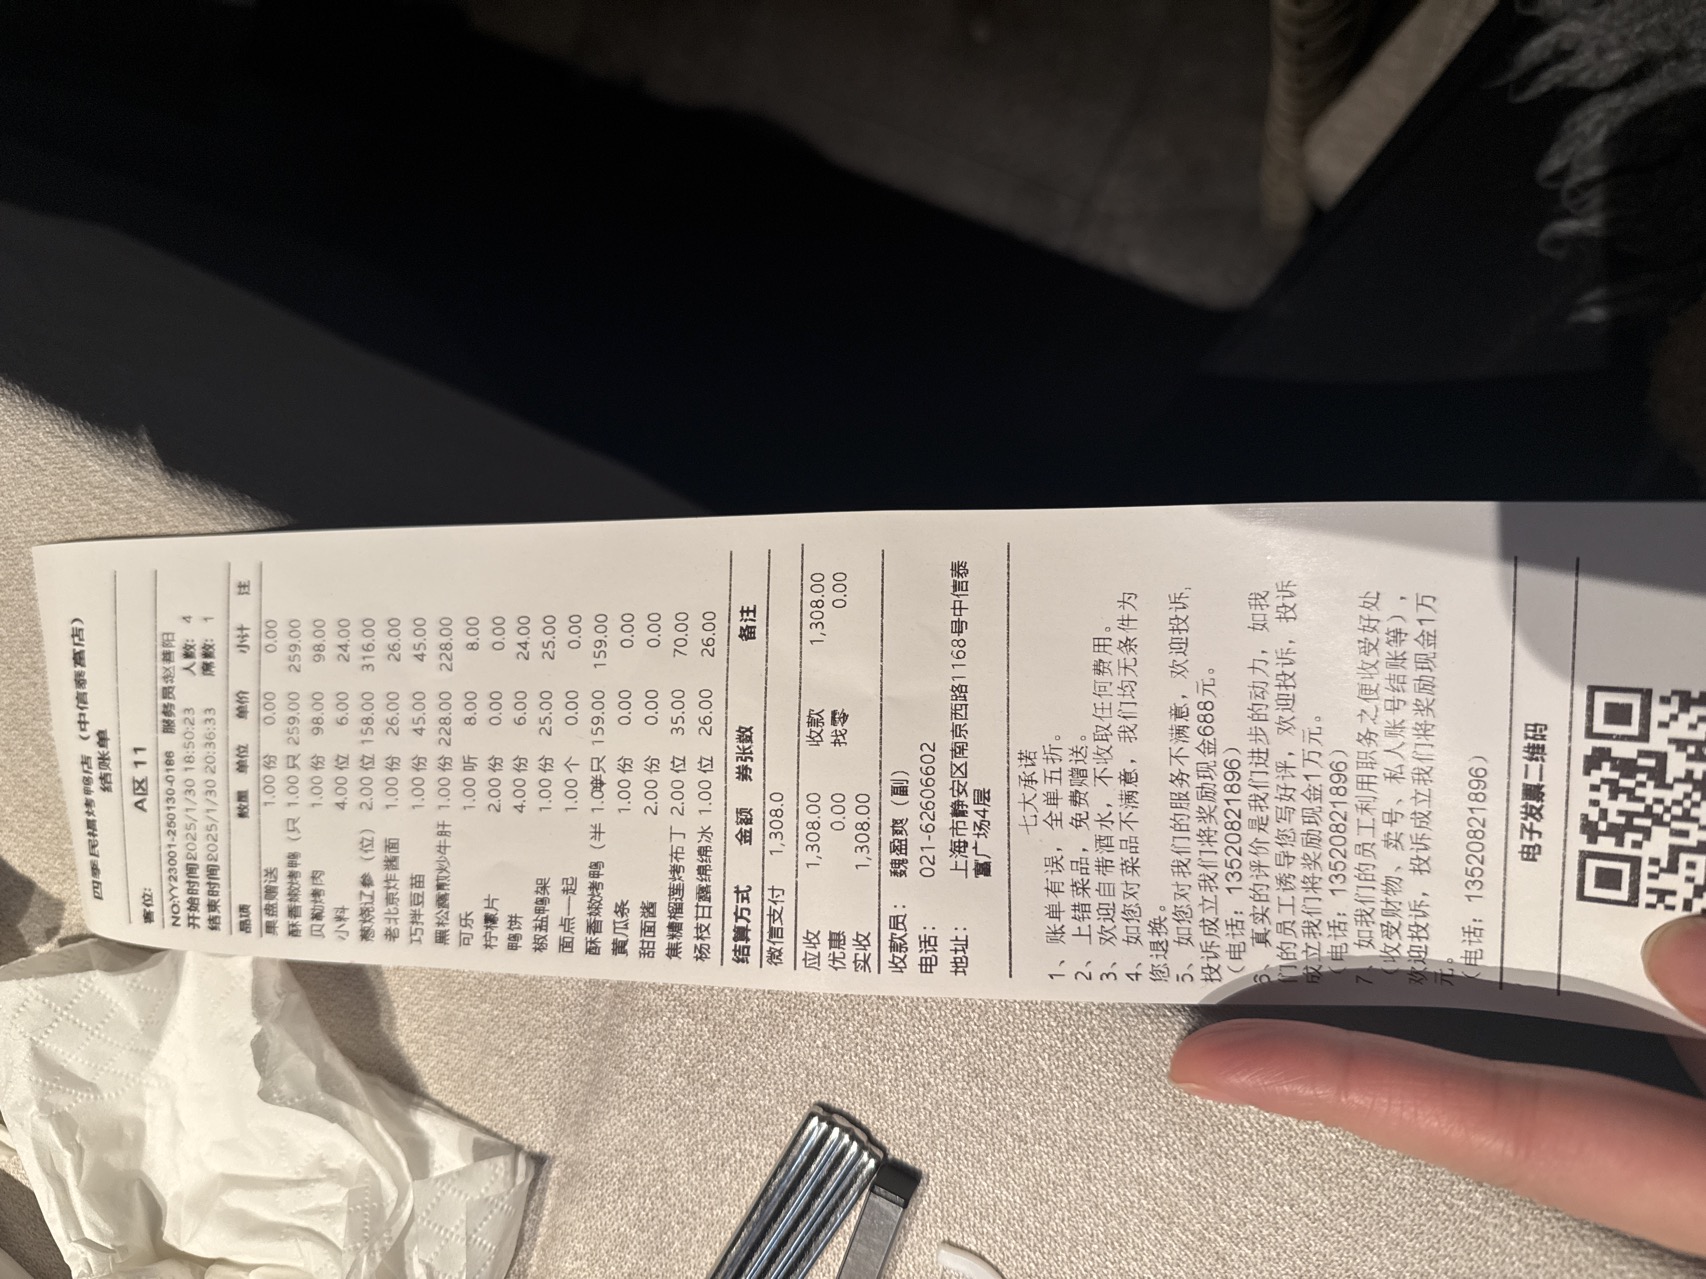 四季民福烤鸭店（中信泰富店）
结账单
客位： A区 11
NO:YY23001-250130-0186 服务员:赵善阳
开始时间2025/1/30 18:50:23 人数： 4
结束时间2025/1/30 20:36:33 席数： 1
品项 数量 单位 单价 小计 注
果盘赠送 1.00 份 0.00 0.00
酥香嫩烤鸭（只 1.00 只 259.00 259.00
贝勒烤肉 1.00 份 98.00 98.00
小料 4.00 位 6.00 24.00
葱烧辽参（位） 2.00 位 158.00 316.00
老北京炸酱面 1.00 份 26.00 26.00
巧拌豆苗 1.00 份 45.00 45.00
黑松露煎炒牛肝 1.00 份 228.00 228.00
可乐 1.00 听 8.00 8.00
柠檬片 2.00 份 0.00 0.00
鸭饼 4.00 份 6.00 24.00
椒盐鸭架 1.00 份 25.00 25.00
面点一起 1.00 个 0.00 0.00
酥香嫩烤鸭（半 1.0 半只 159.00 159.00
黄瓜条 1.00 份 0.00 0.00
甜面酱 2.00 份 0.00 0.00
焦糖榴莲烤布丁 2.00 位 35.00 70.00
杨枝甘露绵绵冰 1.00 位 26.00 26.00
结算方式 金额 券张数 备注
微信支付 1,308.0
应收 1,308.00 收款 1,308.00
优惠 0.00 找零 0.00
实收 1,308.00
收款员： 魏盈爽（副）
电话： 021-62606602
地址： 上海市静安区南京西路1168号中信泰
富广场4层
七大承诺
1、账单有误，全单五折。
2、上错菜品，免费赠送。
3、欢迎自带酒水，不收取任何费用。
4、如您对菜品不满意，我们均无条件为
您退换。
5、如您对我们的服务不满意，欢迎投诉，
投诉成立我们将奖励现金688元。
（电话：13520821896）
6、真实的评价是我们进步的动力，如我
们的员工诱导您写好评，欢迎投诉，投诉
成立我们将奖励现金1万元。
（电话：13520821896）
7、如我们的员工利用职务之便收受好处
（收受财物、卖号、私人账号结账等），
欢迎投诉，投诉成立我们将奖励现金1万
元。
（电话：13520821896）
电子发票二维码